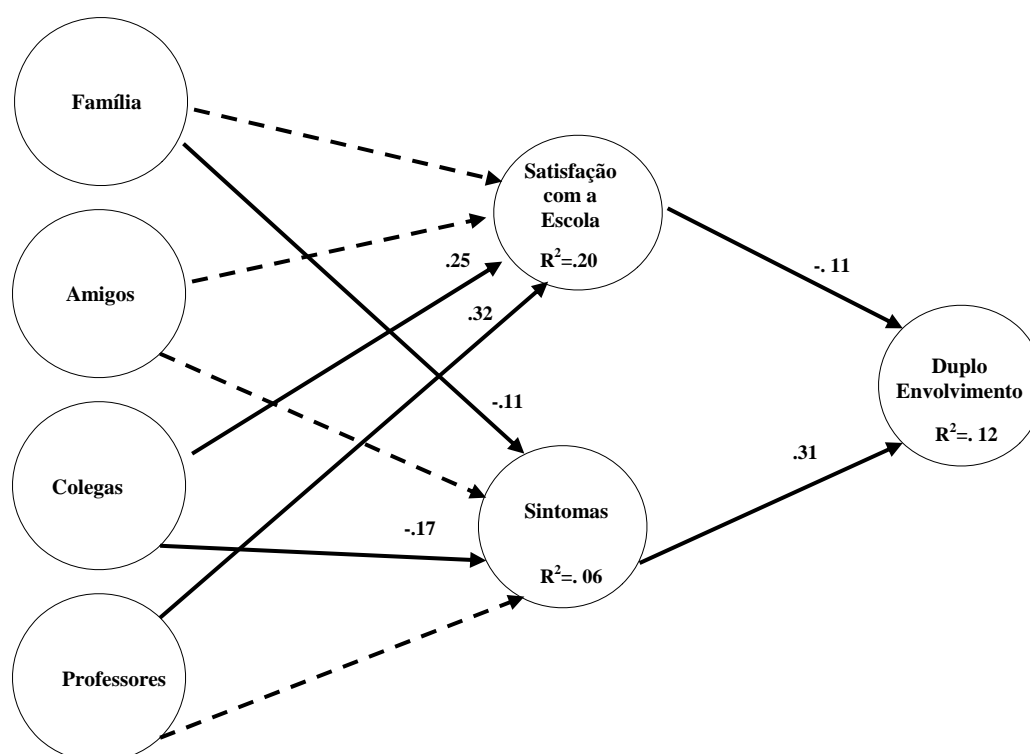 Família
Satisfação
com a
Escola
R²=.20
.25
-. 11
Amigos
.32
Duplo
Envolvimento
R²=. 12
-.11
.31
Colegas
Sintomas
-.17
R²=. 06
Professores